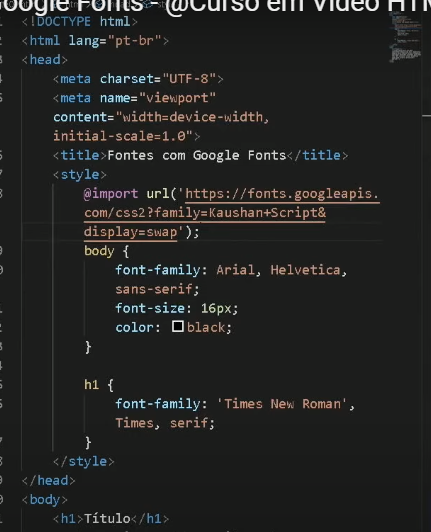 Google Fonts - @Curso em Vídeo HTM
<!DOCTYPE html>
<html lang="pt-br">
<head>
<meta charset="UTF-8">
<meta name="viewport"
content="width=device-width,
initial-scale=1.0">
<title>Fontes com Google Fonts</title>
<style>
@import url('https://fonts.googleapis.
com/css2?family=Kaushan+Script&
display=swap');
body {
font-family: Arial, Helvetica,
sans-serif;
font-size: 16px;
color: black;
}
h1 {
font-family: 'Times New Roman',
Times, serif;
}
</style>
</head>
<body>
<h1>Título</h1>